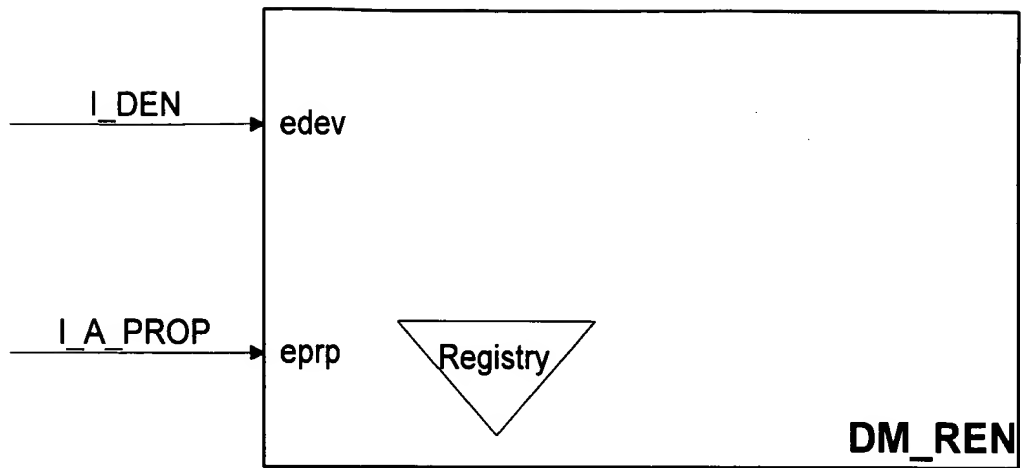 I_DEN
edev
I_A_PROP
eprp
Registry
DM_REN